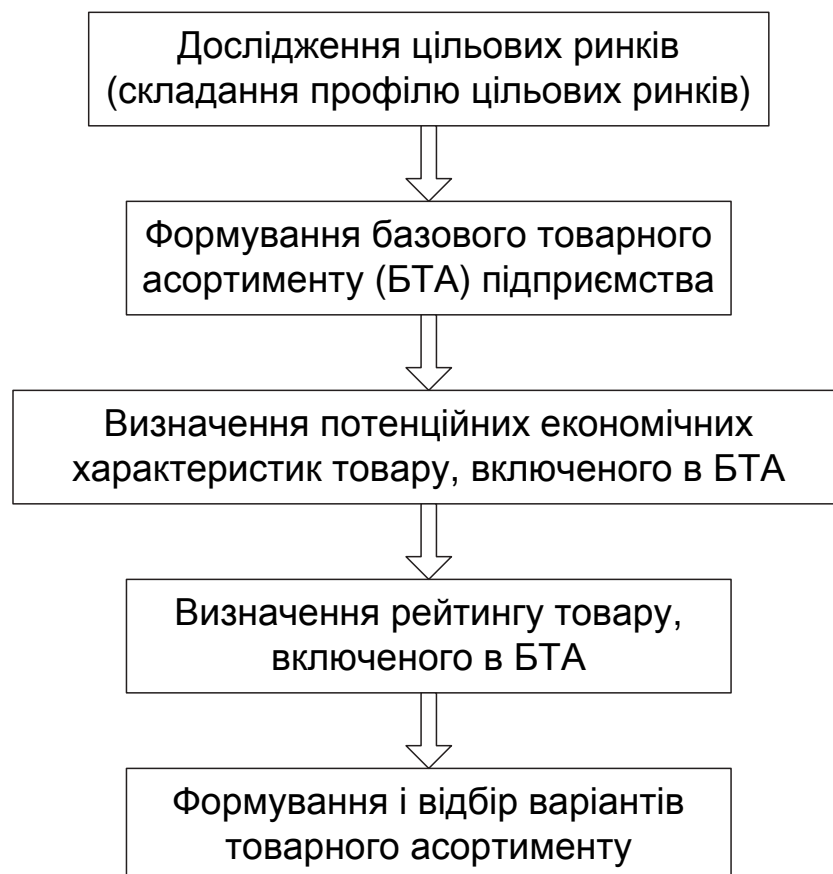 Дослідження цільових ринків
(складання профілю цільових ринків)
Формування базового товарного
асортименту (БТА) підприємства
Визначення потенційних економічних
характеристик товару, включеного в БТА
Визначення рейтингу товару,
включеного в БТА
Формування і відбір варіантів
товарного асортименту